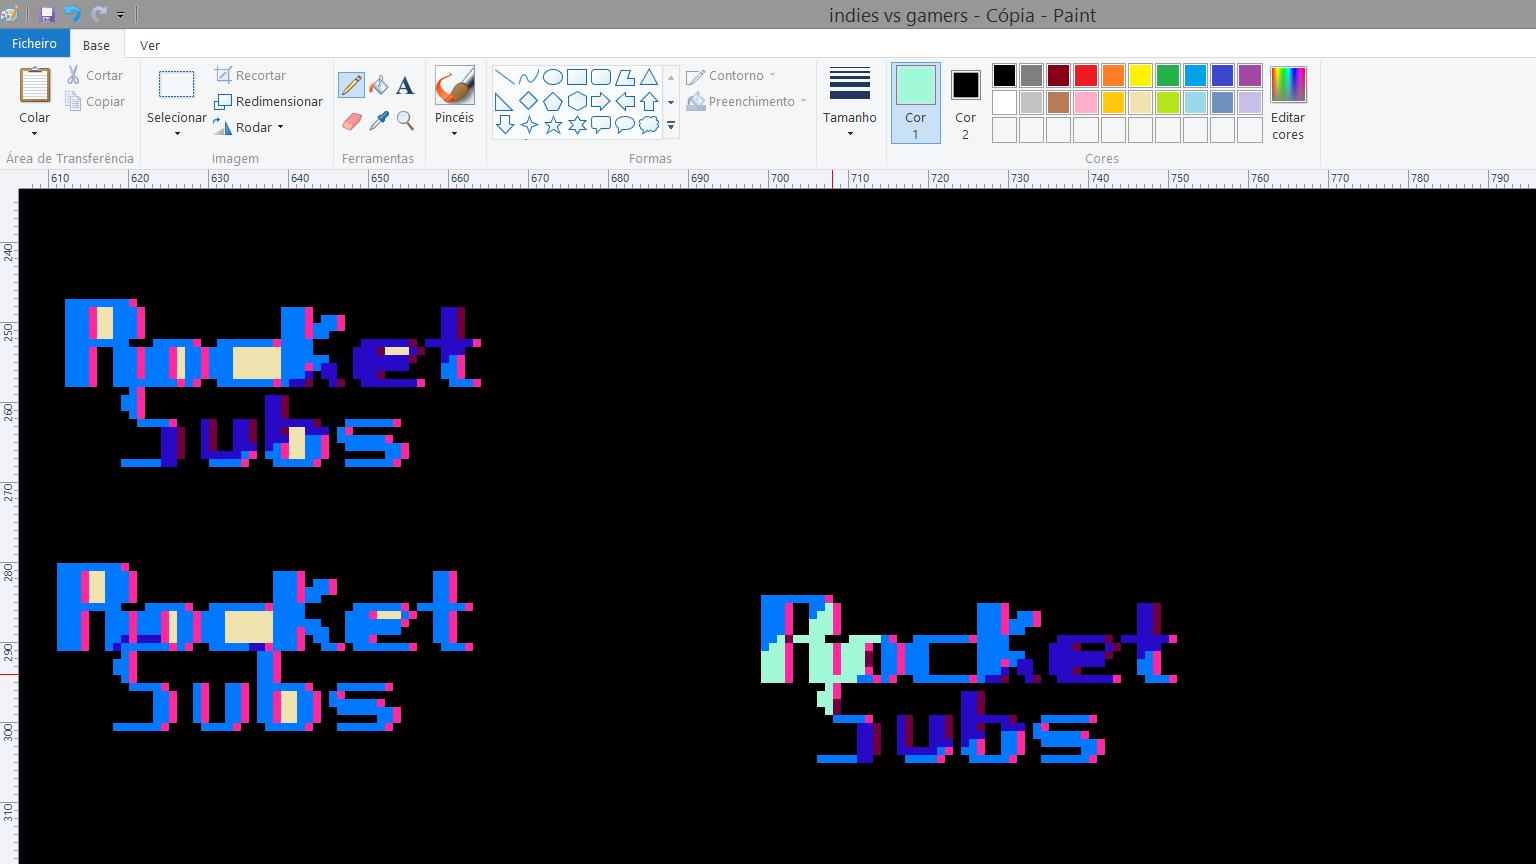 indies vs gamers - Cópia - Paint
Ficheiro Base Ver
Colar
Cortar
Copiar
Área de Transferência
Selecionar
Recortar
Redimensionar
Rodar
Imagem
A
Ferramentas
Pincéis
Contorno
Preenchimento
Formas
Tamanho
Cor 1
Cor 2
Editar cores
Cores
610 620 630 640 650 660 670 680 690 700 710 720 730 740 750 760 770 780 790
240
250
260
270
280
290
300
310
Rocket
Subs
Rocket
Subs
Rocket
Subs